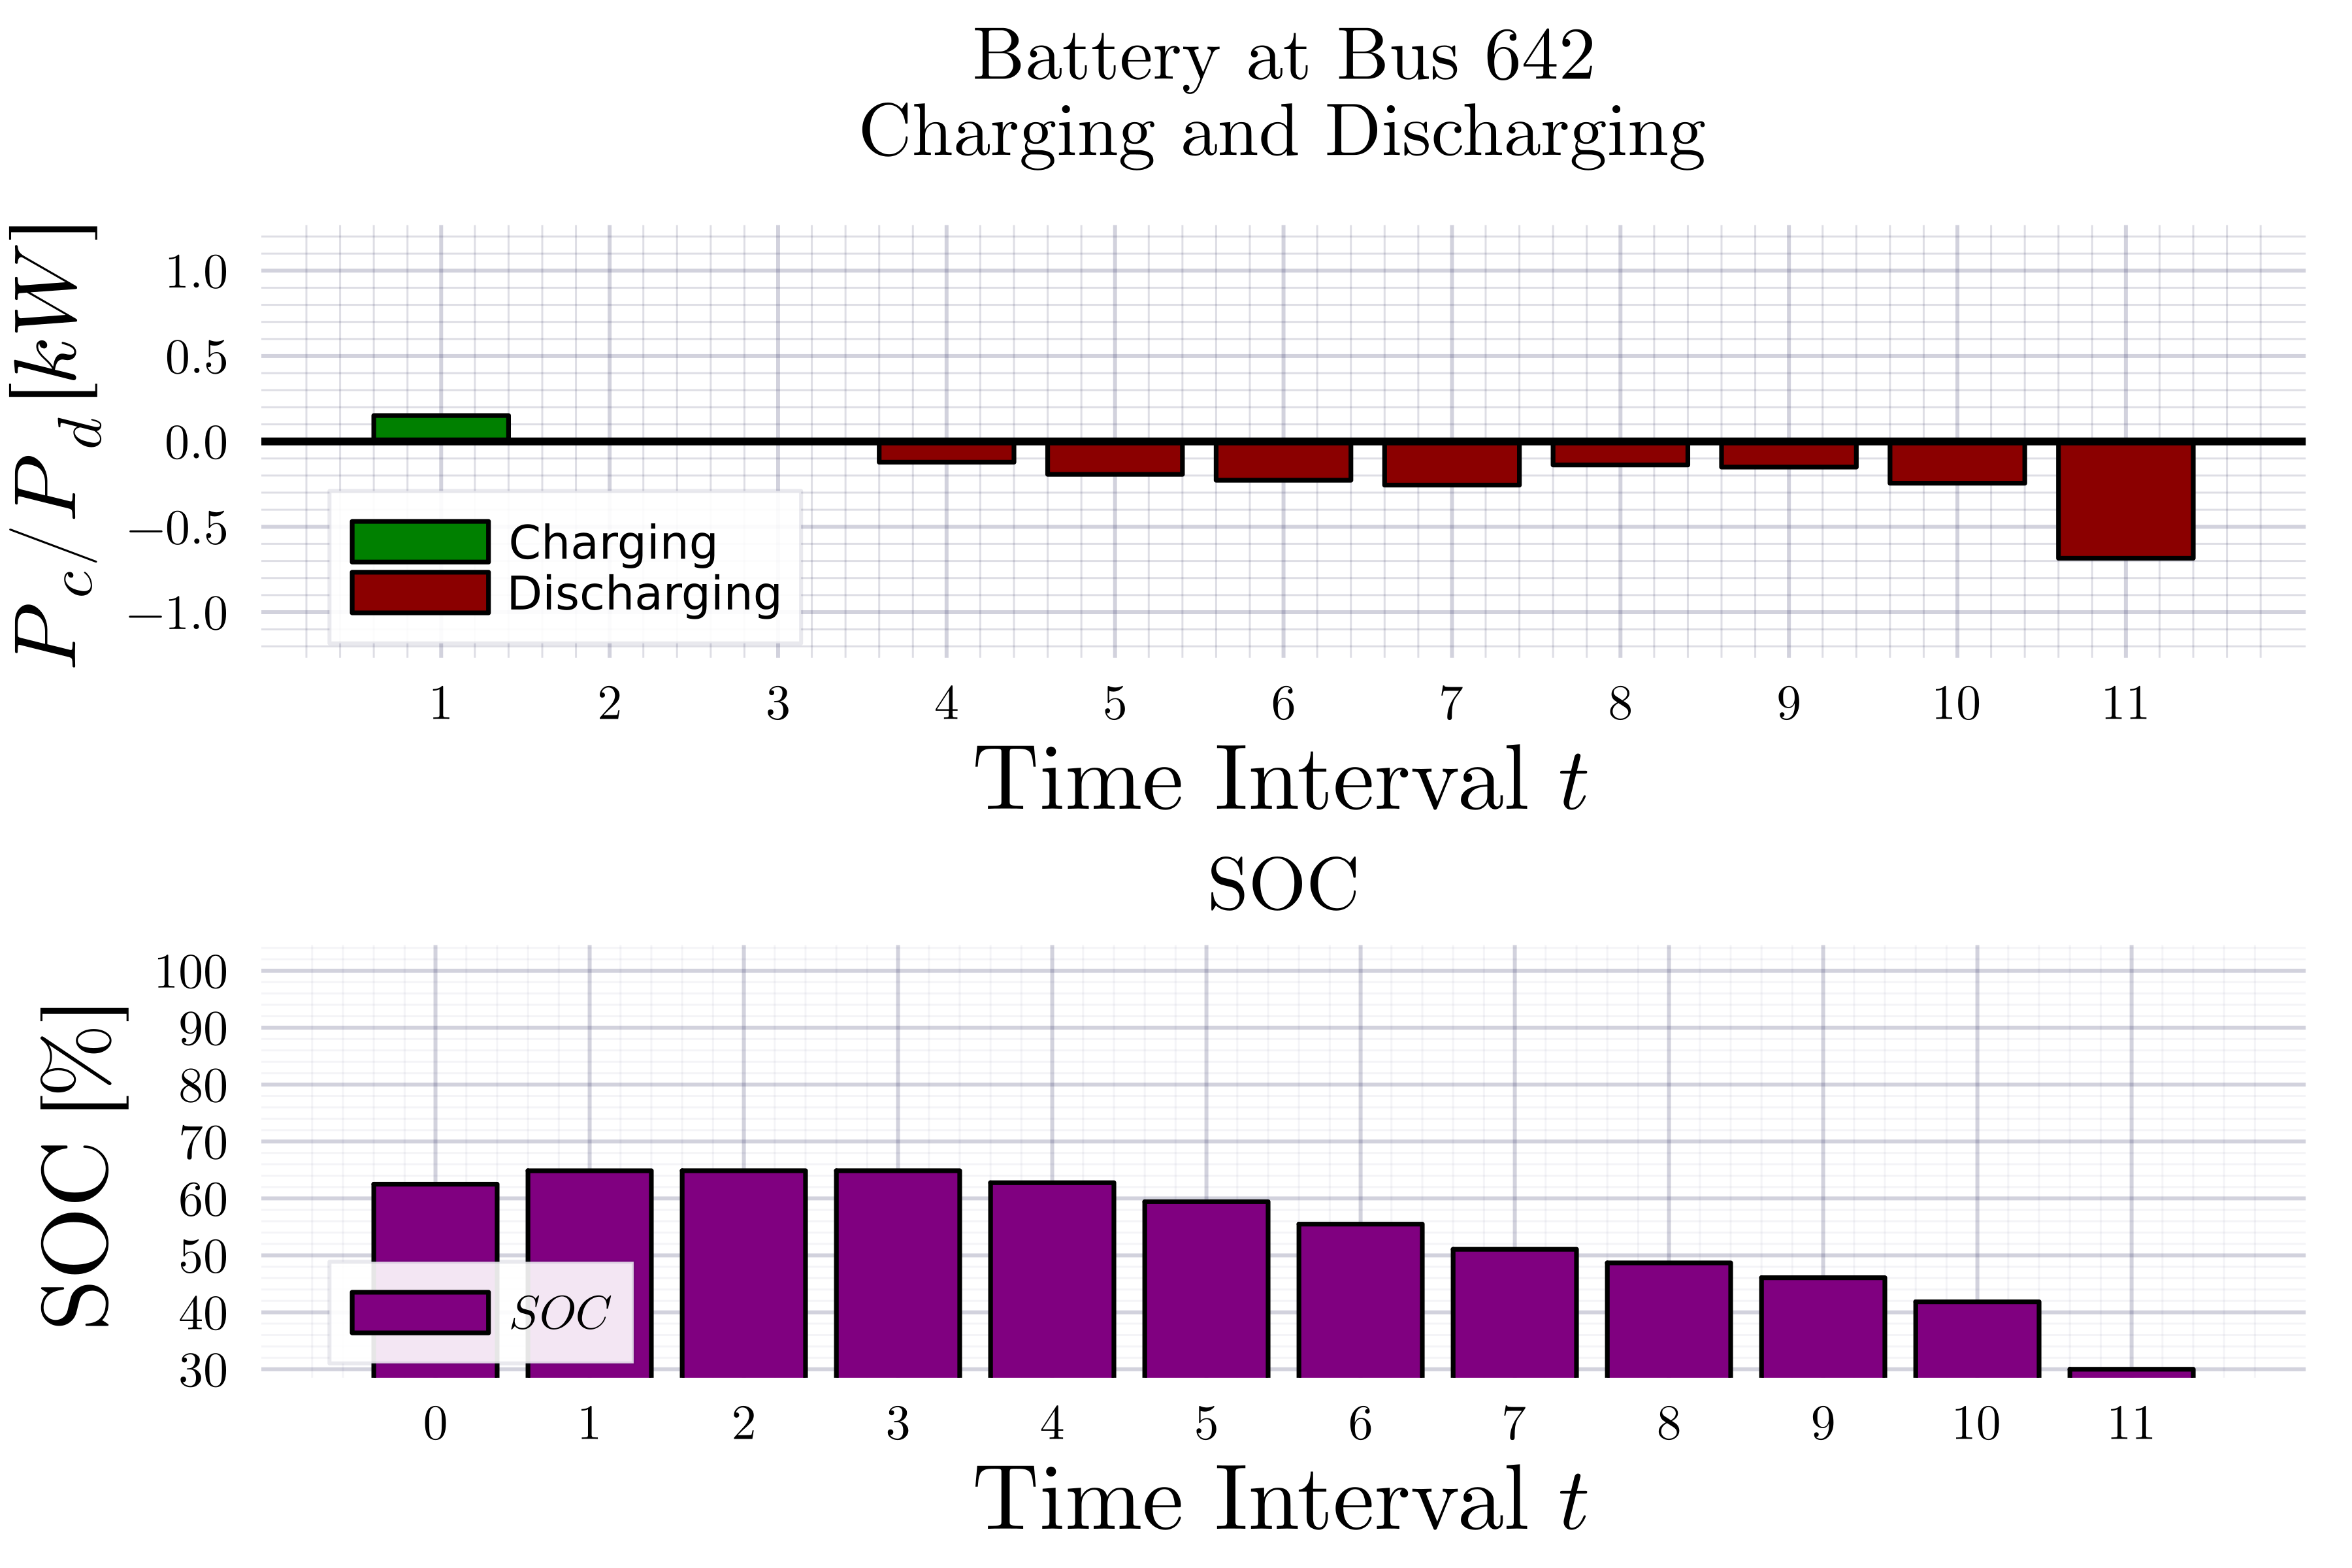 Battery at Bus 642
Charging and Discharging
P_c/P_d [kW]
1.0
0.5
0.0
−0.5
−1.0
Charging
Discharging
1 2 3 4 5 6 7 8 9 10 11
Time Interval t
SOC
SOC [%]
100
90
80
70
60
50
40
30
SOC
0 1 2 3 4 5 6 7 8 9 10 11
Time Interval t